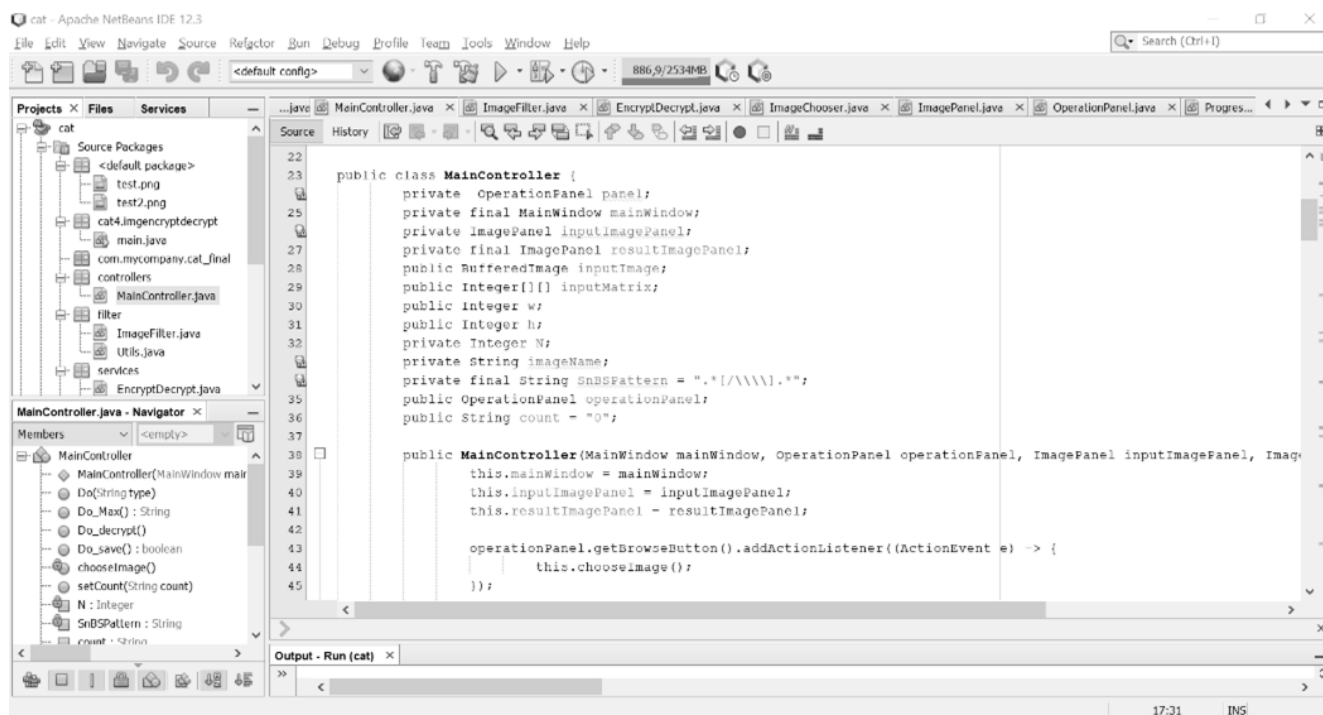 cat - Apache NetBeans IDE 12.3
File Edit View Navigate Source Refactor Run Debug Profile Team Tools Window Help
Search (Ctrl+I)
<default config>
886,9/2534MB
Projects × Files Services
cat
Source Packages
<default package>
test.png
test2.png
cat4.imgencryptdecrypt
main.java
com.mycompany.cat_final
controllers
MainController.java
filter
ImageFilter.java
Utils.java
services
EncryptDecrypt.java
MainController.java - Navigator ×
Members <empty>
MainController
MainController(MainWindow mair
Do(String type)
Do_Max() : String
Do_decrypt()
Do_save() : boolean
chooseImage()
setCount(String count)
N : Integer
SnBSPattern : String
count : String
...java MainController.java × ImageFilter.java × EncryptDecrypt.java × ImageChooser.java × ImagePanel.java × OperationPanel.java × Progres...
Source History
22
23 public class MainController {
private OperationPanel panel;
25 private final MainWindow mainWindow;
private ImagePanel inputImagePanel;
27 private final ImagePanel resultImagePanel;
28 public BufferedImage inputImage;
29 public Integer[][] inputMatrix;
30 public Integer w;
31 public Integer h;
32 private Integer N;
private String imageName;
private final String SnBSPattern = ".*[/\\\\].*";
35 public OperationPanel operationPanel;
36 public String count = "0";
37
38 public MainController(MainWindow mainWindow, OperationPanel operationPanel, ImagePanel inputImagePanel, Imag
39 this.mainWindow = mainWindow;
40 this.inputImagePanel = inputImagePanel;
41 this.resultImagePanel = resultImagePanel;
42
43 operationPanel.getBrowseButton().addActionListener((ActionEvent e) -> {
44 this.chooseImage();
45 });
Output - Run (cat) ×
17:31 INS